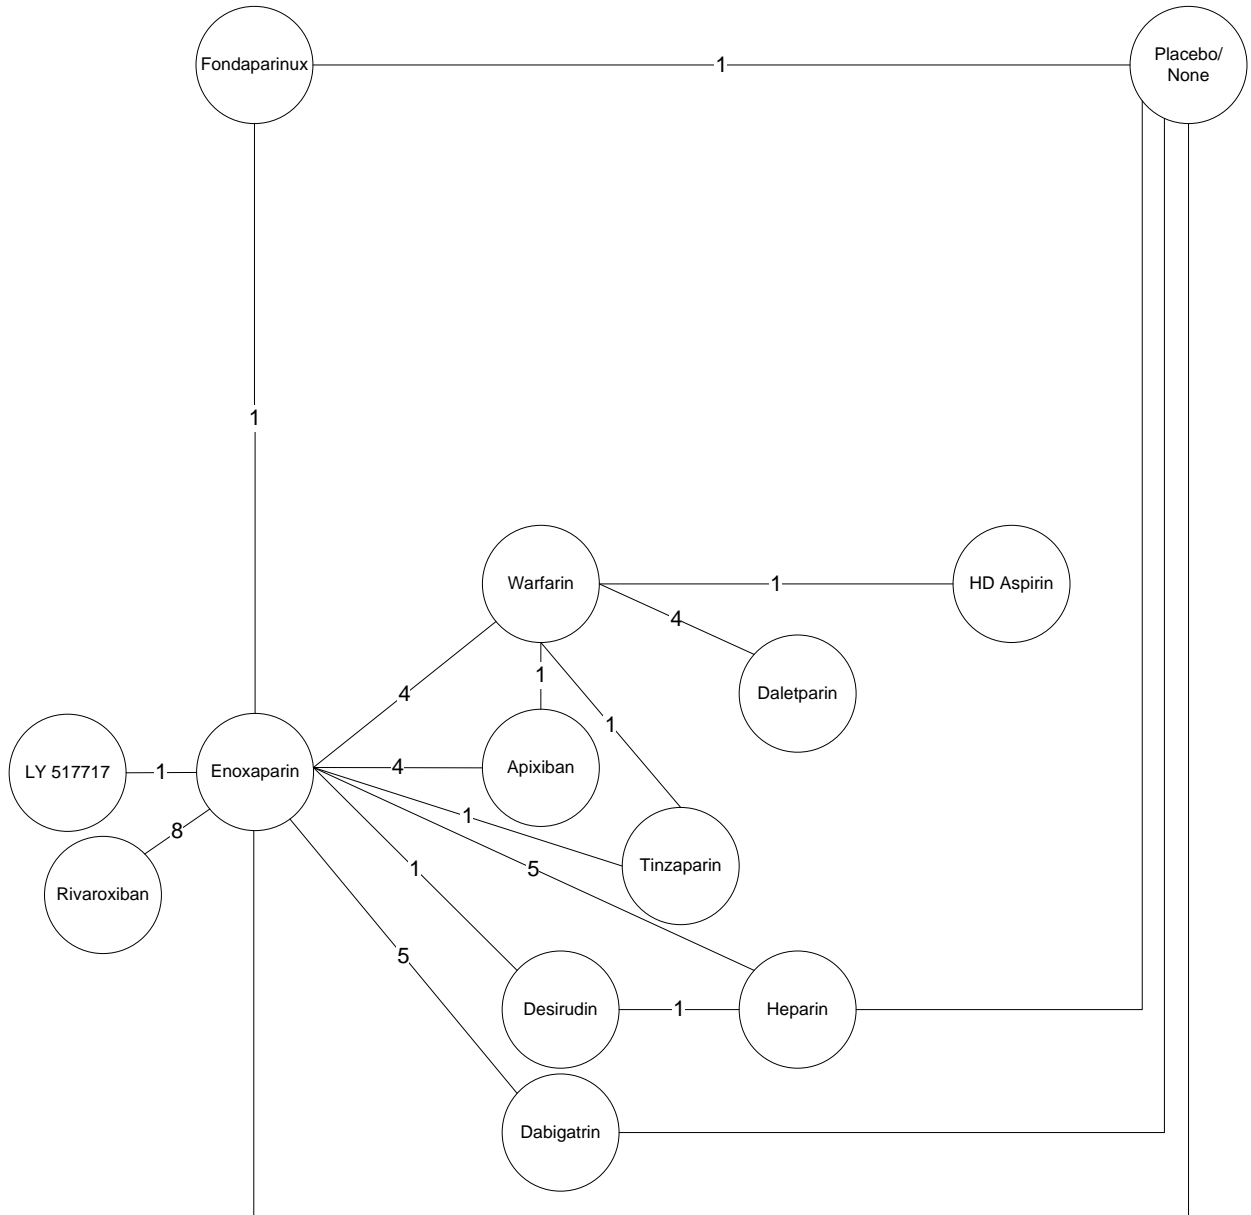 Fondaparinux
1
Placebo/
None
1
Warfarin
1
HD Aspirin
4
Daletparin
1
4
1
LY 517717
1
Enoxaparin
4
Apixiban
8
1
Rivaroxiban
1
5
Tinzaparin
5
Desirudin
1
Heparin
Dabigatrin